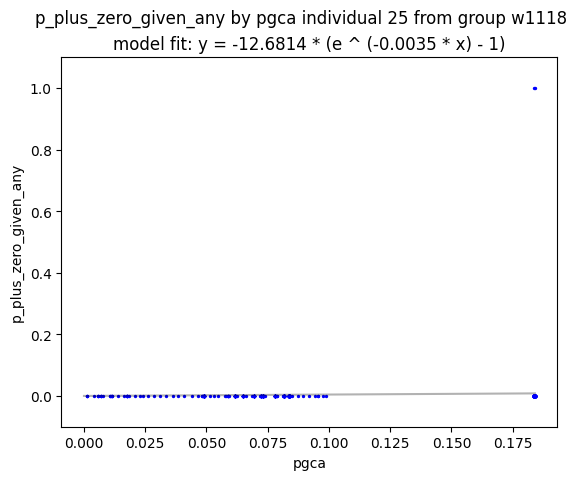 p_plus_zero_given_any by pgca individual 25 from group w1118
model fit: y = -12.6814 * (e ^ (-0.0035 * x) - 1)
1.0
0.8
0.6
0.4
0.2
0.0
p_plus_zero_given_any
0.000 0.025 0.050 0.075 0.100 0.125 0.150 0.175
pgca